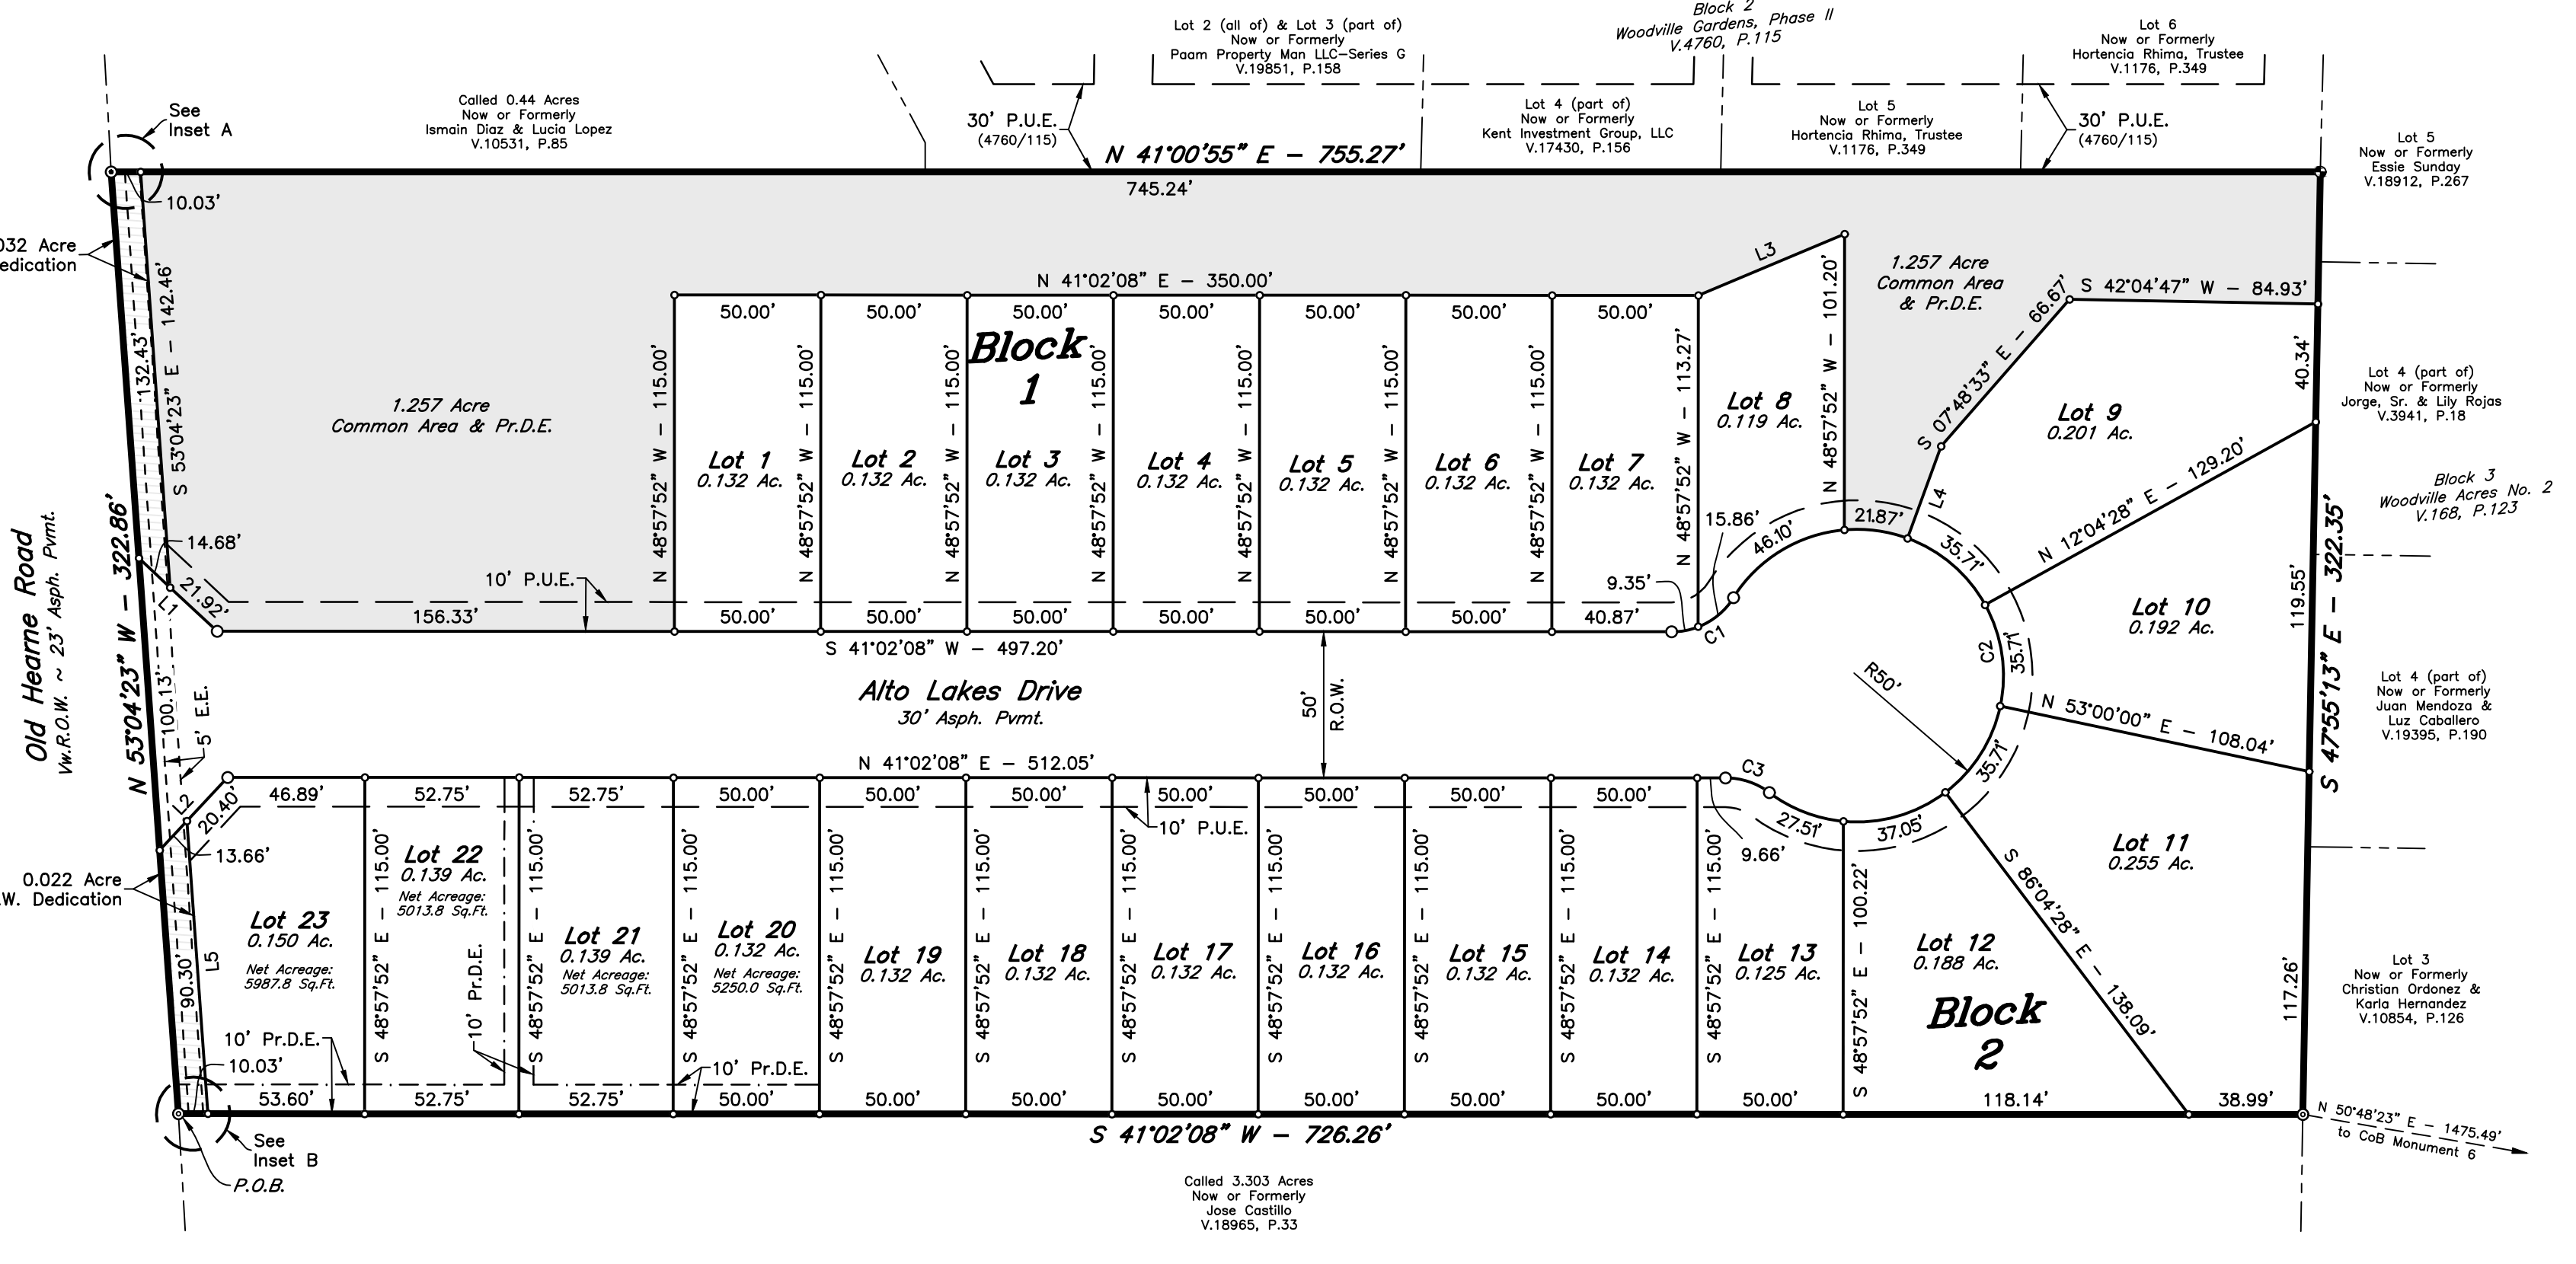 Lot 2 (all of) & Lot 3 (part of)
Now or Formerly
Paam Property Man LLC-Series G
V.19851, P.158
Block 2
Woodville Gardens, Phase II
V.4760, P.115
Lot 6
Now or Formerly
Hortencia Rhima, Trustee
V.1176, P.349
See
Inset A
Called 0.44 Acres
Now or Formerly
Ismain Diaz & Lucia Lopez
V.10531, P.85
30' P.U.E.
(4760/115)
Lot 4 (part of)
Now or Formerly
Kent Investment Group, LLC
V.17430, P.156
Lot 5
Now or Formerly
Hortencia Rhima, Trustee
V.1176, P.349
30' P.U.E.
(4760/115)
Lot 5
Now or Formerly
Essie Sunday
V.18912, P.267
N 41°00'55" E - 755.27'
745.24'
10.03'
032 Acre
edication
132.43'
S 53°04'23" E - 142.46'
1.257 Acre
Common Area & Pr.D.E.
N 41°02'08" E - 350.00'
50.00'
50.00'
50.00'
50.00'
50.00'
50.00'
50.00'
L3
Block
1
N 48°57'52" W - 115.00'
Lot 1
0.132 Ac.
N 48°57'52" W - 115.00'
Lot 2
0.132 Ac.
N 48°57'52" W - 115.00'
Lot 3
0.132 Ac.
N 48°57'52" W - 115.00'
Lot 4
0.132 Ac.
N 48°57'52" W - 115.00'
Lot 5
0.132 Ac.
N 48°57'52" W - 115.00'
Lot 6
0.132 Ac.
N 48°57'52" W - 115.00'
Lot 7
0.132 Ac.
N 48°57'52" W - 113.27'
Lot 8
0.119 Ac.
N 48°57'52" W - 101.20'
1.257 Acre
Common Area
& Pr.D.E.
S 07°48'33" E - 66.67'
S 42°04'47" W - 84.93'
Lot 9
0.201 Ac.
40.34'
L4
N 12°04'28" E - 129.20'
Lot 4 (part of)
Now or Formerly
Jorge, Sr. & Lily Rojas
V.3941, P.18
Block 3
Woodville Acres No. 2
V.168, P.123
15.86'
46.10'
21.87'
35.71'
9.35'
C1
14.68'
21.92'
L1
10' P.U.E.
156.33'
50.00'
50.00'
50.00'
50.00'
50.00'
50.00'
40.87'
S 41°02'08" W - 497.20'
Old Hearne Road
Vw.R.O.W. ~ 23' Asph. Pvmt.
N 53°04'23" W - 322.86'
100.13'
5' E.E.
Alto Lakes Drive
30' Asph. Pvmt.
50'
R.O.W.
R50'
C2
35.71'
Lot 10
0.192 Ac.
119.55'
S 47°55'13" E - 322.35'
N 53°00'00" E - 108.04'
Lot 4 (part of)
Now or Formerly
Juan Mendoza &
Luz Caballero
V.19395, P.190
N 41°02'08" E - 512.05'
C3
L2
20.40'
46.89'
52.75'
52.75'
50.00'
50.00'
50.00'
50.00'
50.00'
50.00'
50.00'
10' P.U.E.
9.66'
27.51'
37.05'
35.71'
13.66'
0.022 Acre
.W. Dedication
L5
90.30'
Lot 23
0.150 Ac.
Net Acreage:
5987.8 Sq.Ft.
S 48°57'52" E - 115.00'
Lot 22
0.139 Ac.
Net Acreage:
5013.8 Sq.Ft.
10' Pr.D.E.
S 48°57'52" E - 115.00'
Lot 21
0.139 Ac.
Net Acreage:
5013.8 Sq.Ft.
S 48°57'52" E - 115.00'
Lot 20
0.132 Ac.
Net Acreage:
5250.0 Sq.Ft.
S 48°57'52" E - 115.00'
Lot 19
0.132 Ac.
S 48°57'52" E - 115.00'
Lot 18
0.132 Ac.
S 48°57'52" E - 115.00'
Lot 17
0.132 Ac.
S 48°57'52" E - 115.00'
Lot 16
0.132 Ac.
S 48°57'52" E - 115.00'
Lot 15
0.132 Ac.
S 48°57'52" E - 115.00'
Lot 14
0.132 Ac.
S 48°57'52" E - 115.00'
Lot 13
0.125 Ac.
S 48°57'52" E - 100.22'
Lot 12
0.188 Ac.
Block
2
S 86°04'28" E - 138.09'
Lot 11
0.255 Ac.
117.26'
Lot 3
Now or Formerly
Christian Ordonez &
Karla Hernandez
V.10854, P.126
10' Pr.D.E.
10.03'
10' Pr.D.E.
53.60'
52.75'
52.75'
50.00'
50.00'
50.00'
50.00'
50.00'
50.00'
50.00'
50.00'
118.14'
38.99'
See
Inset B
P.O.B.
S 41°02'08" W - 726.26'
N 50°48'23" E - 1475.49'
to CoB Monument 6
Called 3.303 Acres
Now or Formerly
Jose Castillo
V.18965, P.33